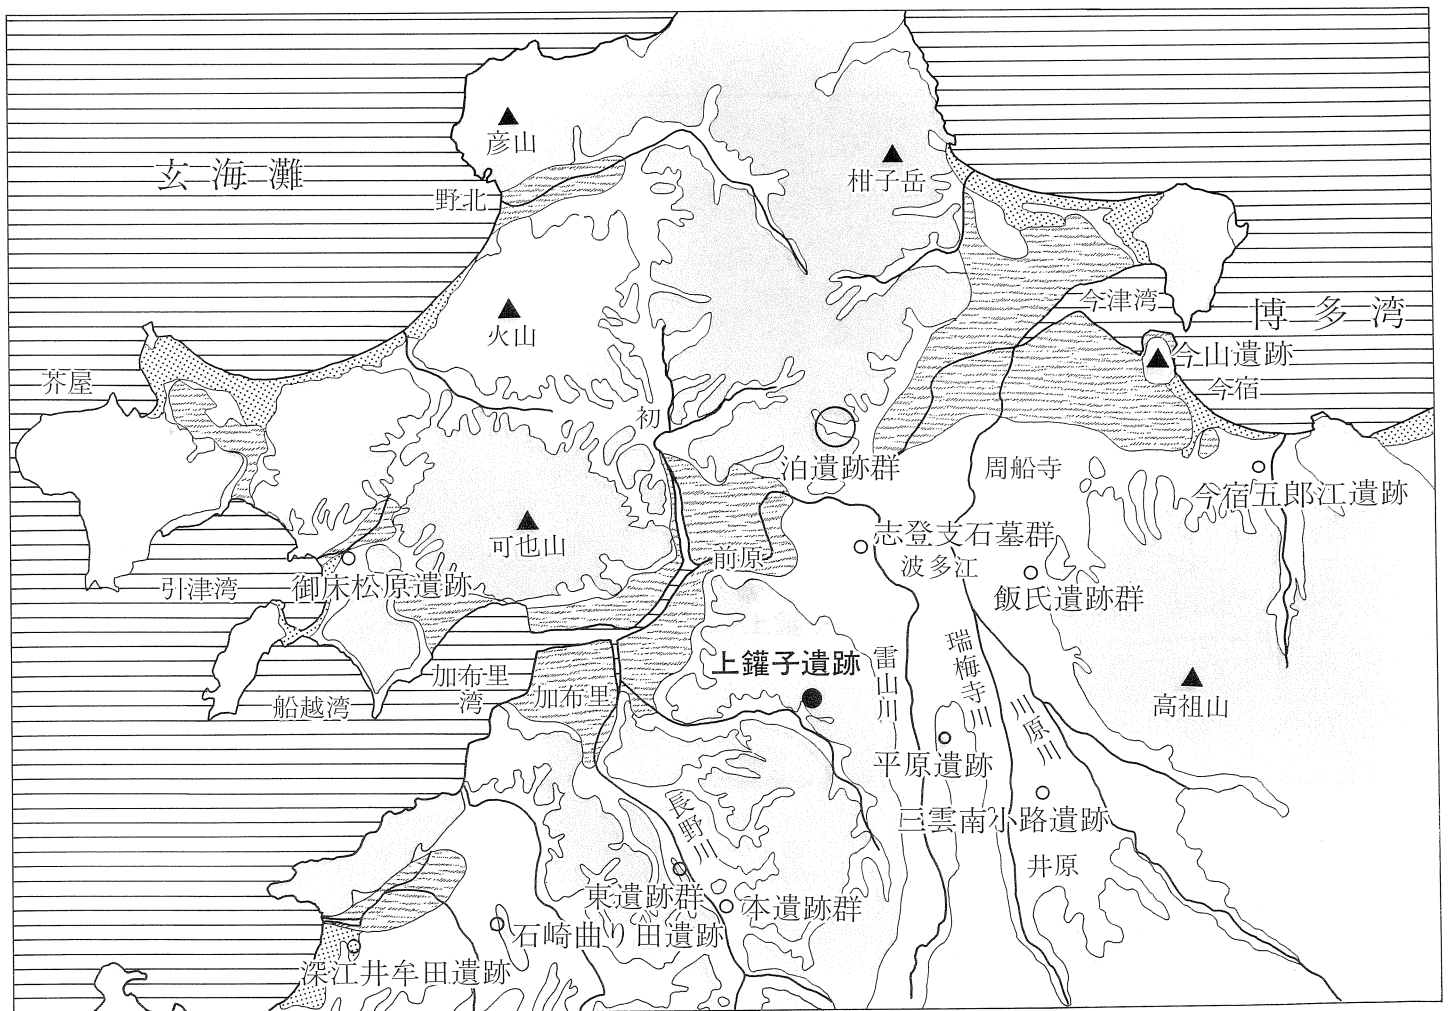 彦山
玄海灘
柑子岳
野北
今津湾
博多湾
火山
今山遺跡
芥屋
今宿
初
泊遺跡群
周船寺
今宿五郎江遺跡
可也山
志登支石墓群
前原
波多江
引津湾
御床松原遺跡
飯氏遺跡群
上鑵子遺跡
雷山川
瑞梅寺川
加布里湾
加布里
船越湾
川原川
高祖山
平原遺跡
長野川
三雲南小路遺跡
井原
東遺跡群
本遺跡群
石崎曲り田遺跡
深江井牟田遺跡